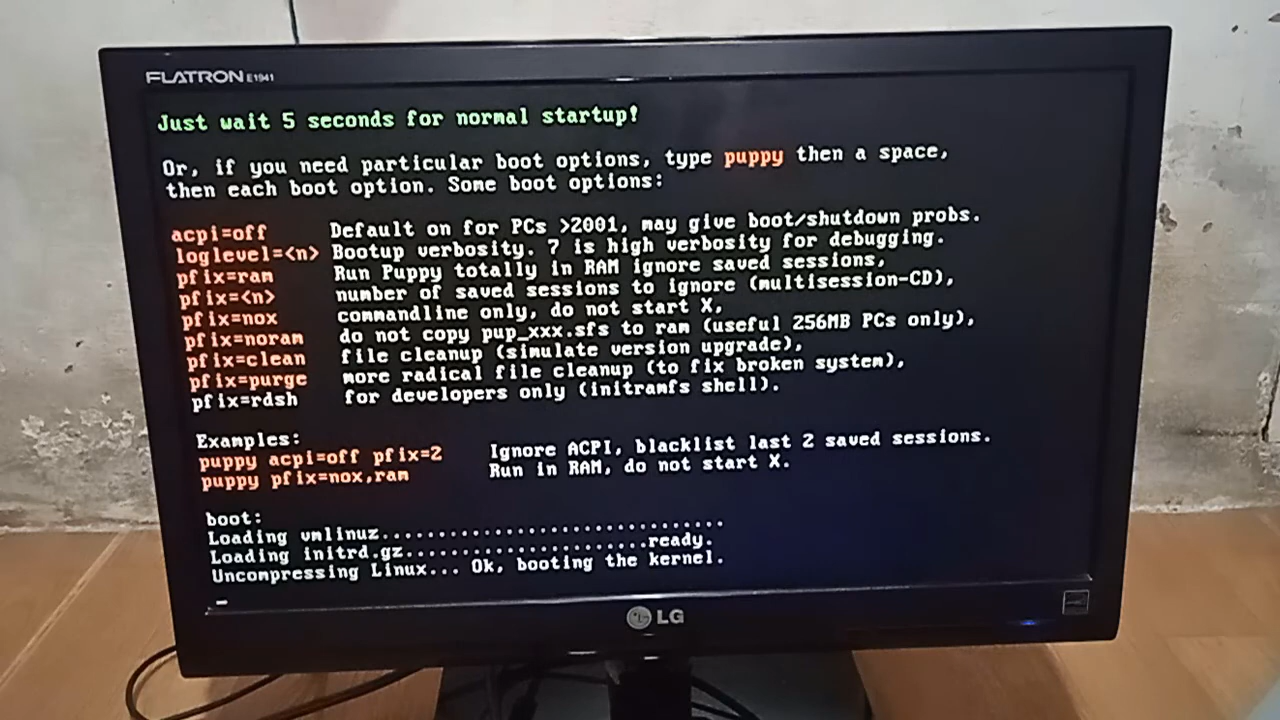 FLATRON E1941
Just wait 5 seconds for normal startup!
Or, if you need particular boot options, type puppy then a space,
then each boot option. Some boot options:
acpi=off Default on for PCs >2001, may give boot/shutdown probs.
loglevel=<n> Bootup verbosity. 7 is high verbosity for debugging.
pfix=ram Run Puppy totally in RAM ignore saved sessions,
pfix=<n> number of saved sessions to ignore (multisession-CD),
pfix=nox commandline only, do not start X,
pfix=noram do not copy pup_xxx.sfs to ram (useful 256MB PCs only),
pfix=clean file cleanup (simulate version upgrade),
pfix=purge more radical file cleanup (to fix broken system),
pfix=rdsh for developers only (initramfs shell).
Examples:
puppy acpi=off pfix=2 Ignore ACPI, blacklist last 2 saved sessions.
puppy pfix=nox,ram Run in RAM, do not start X.
boot:
Loading vmlinuz...............................
Loading initrd.gz......................ready.
Uncompressing Linux... Ok, booting the kernel.
LG